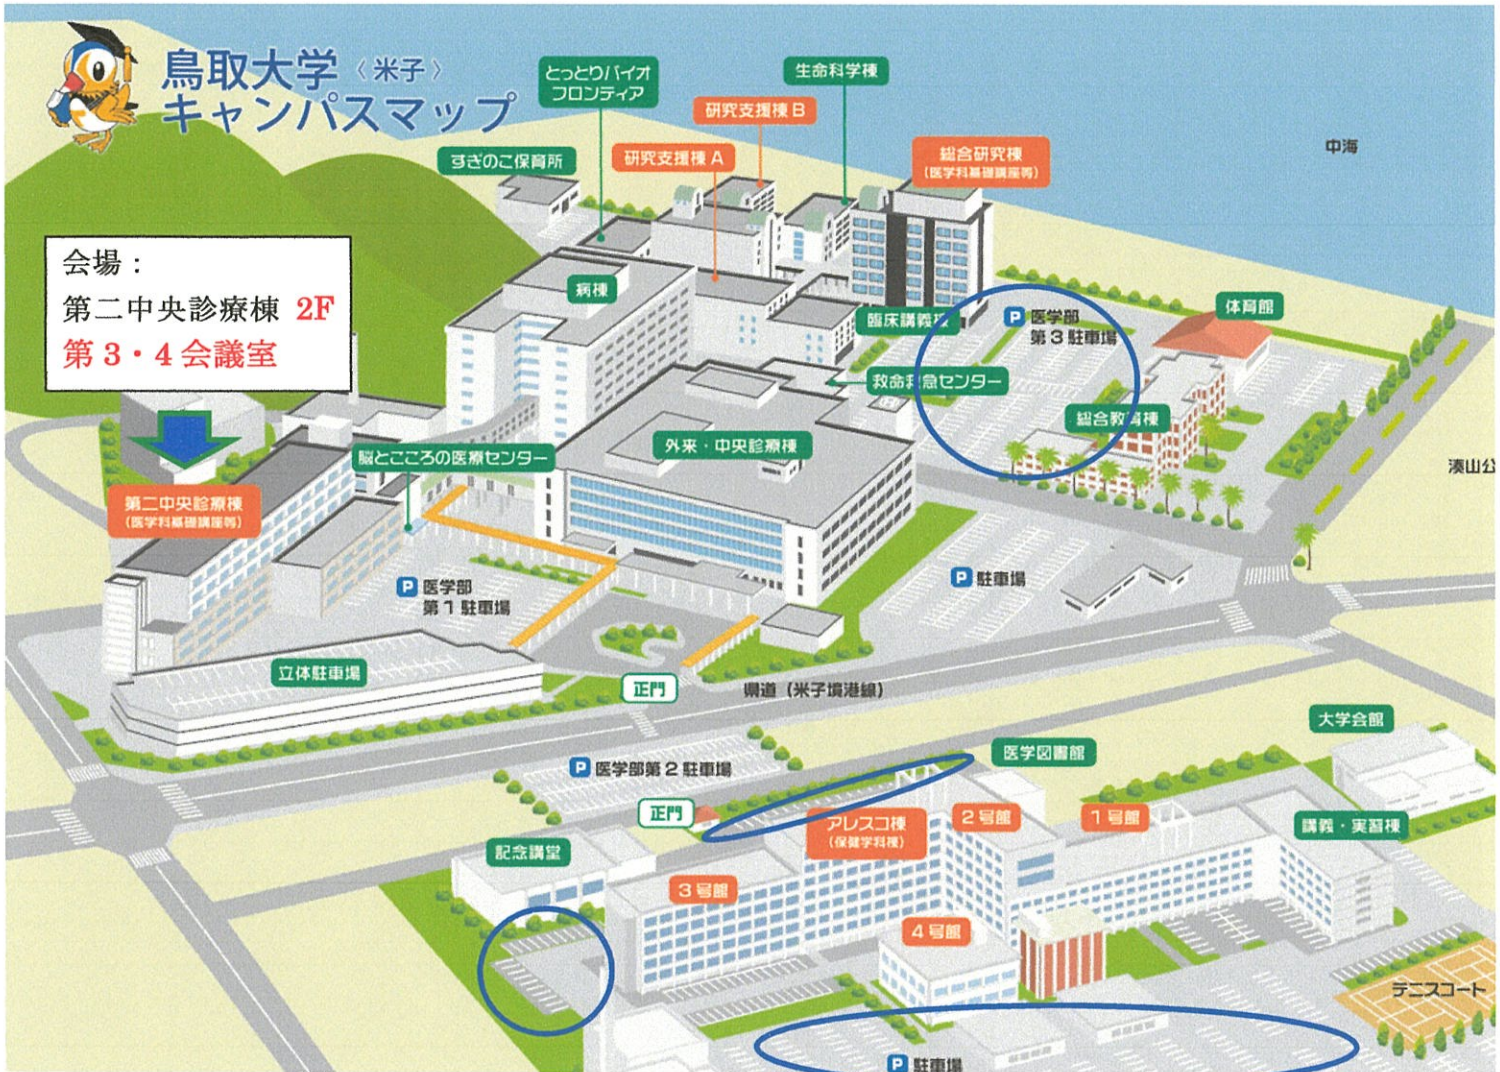 鳥取大学〈米子〉
キャンパスマップ
とっとりバイオ
フロンティア
生命科学棟
研究支援棟 B
すぎのこ保育所
研究支援棟 A
総合研究棟
(医学科基礎講座等)
中海
会場:
第二中央診療棟 2F
第 3・4 会議室
病棟
臨床講義棟
P 医学部
第 3 駐車場
体育館
救命救急センター
総合教育棟
外来・中央診療棟
脳とこころの医療センター
湊山公
第二中央診療棟
(医学科基礎講座等)
P 医学部
第 1 駐車場
P 駐車場
立体駐車場
正門
県道(米子境港線)
大学会館
医学図書館
P 医学部第 2 駐車場
正門
アレスコ棟
(保健学科棟)
2 号館
1 号館
講義・実習棟
記念講堂
3 号館
4 号館
テニスコート
P 駐車場